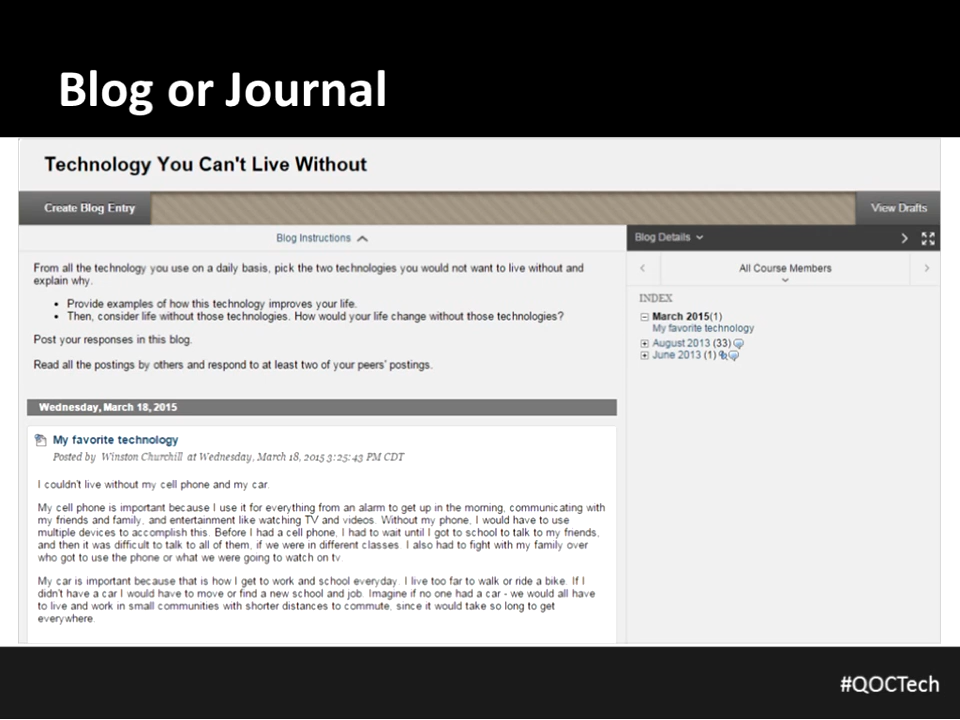 Blog or Journal
Technology You Can't Live Without
Create Blog Entry
View Drafts
Blog Instructions
From all the technology you use on a daily basis, pick the two technologies you would not want to live without and
explain why.
• Provide examples of how this technology improves your life.
• Then, consider life without those technologies. How would your life change without those technologies?
Post your responses in this blog.
Read all the postings by others and respond to at least two of your peers' postings.
Wednesday, March 18, 2015
My favorite technology
Posted by Winston Churchill at Wednesday, March 18, 2015 3:25:43 PM CDT
I couldn't live without my cell phone and my car.
My cell phone is important because I use it for everything from an alarm to get up in the morning, communicating with
my friends and family, and entertainment like watching TV and videos. Without my phone, I would have to use
multiple devices to accomplish this. Before I had a cell phone, I had to wait until I got to school to talk to my friends,
and then it was difficult to talk to all of them, if we were in different classes. I also had to fight with my family over
who got to use the phone or what we were going to watch on tv.
My car is important because that is how I get to work and school everyday. I live too far to walk or ride a bike. If I
didn't have a car I would have to move or find a new school and job. Imagine if no one had a car - we would all have
to live and work in small communities with shorter distances to commute, since it would take so long to get
everywhere.
Blog Details
All Course Members
INDEX
March 2015(1)
My favorite technology
August 2013 (33)
June 2013 (1)
#QOCTech